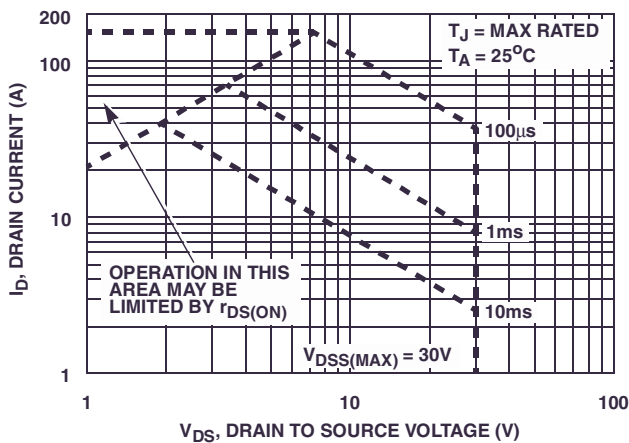 200
100
10
1
I_D, DRAIN CURRENT (A)
T_J = MAX RATED
T_A = 25°C
100µs
1ms
10ms
OPERATION IN THIS
AREA MAY BE
LIMITED BY r_DS(ON)
V_DSS(MAX) = 30V
1
10
100
V_DS, DRAIN TO SOURCE VOLTAGE (V)